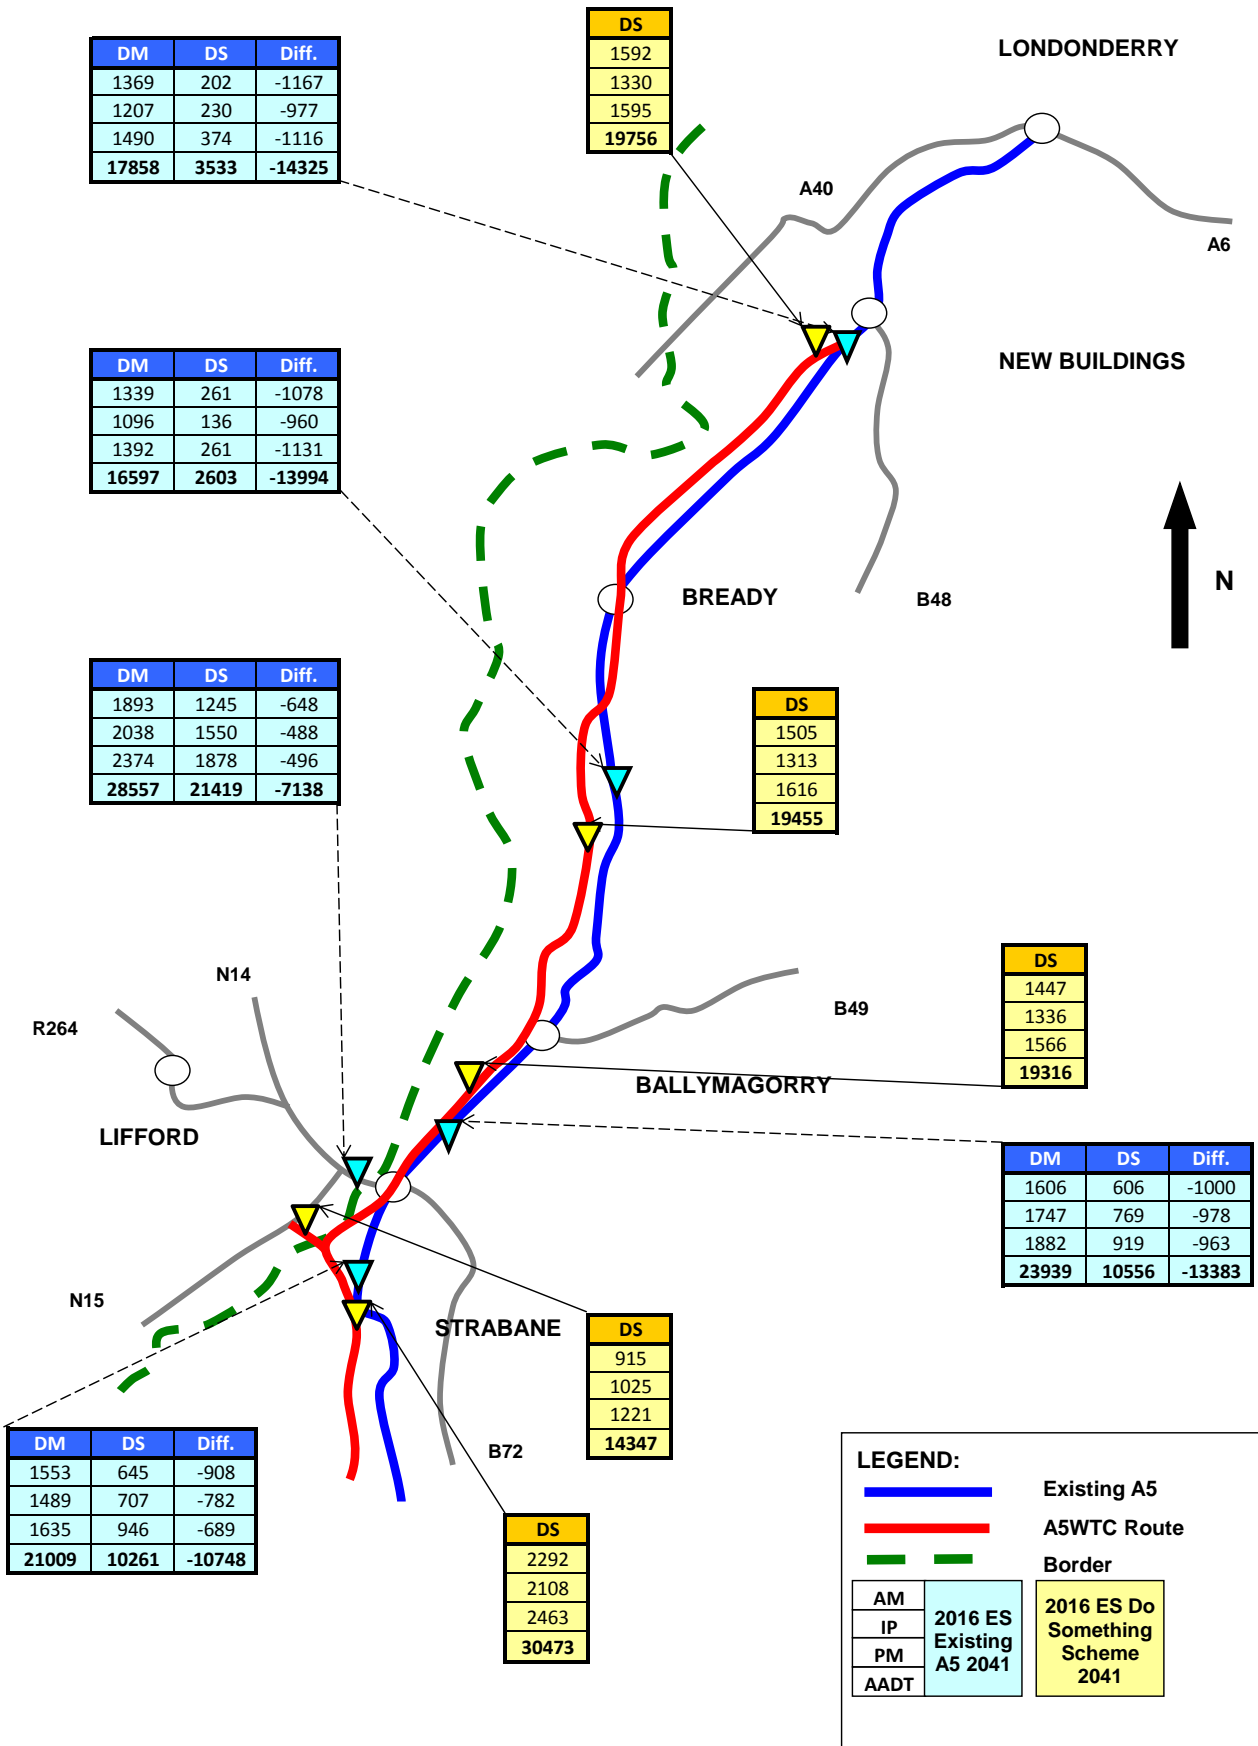 DS
1592
1330
1595
19756
LONDONDERRY
DM DS Diff.
1369 202 -1167
1207 230 -977
1490 374 -1116
17858 3533 -14325
A40
A6
NEW BUILDINGS
DM DS Diff.
1339 261 -1078
1096 136 -960
1392 261 -1131
16597 2603 -13994
N
BREADY
B48
DM DS Diff.
1893 1245 -648
2038 1550 -488
2374 1878 -496
28557 21419 -7138
DS
1505
1313
1616
19455
N14
R264
B49
DS
1447
1336
1566
19316
BALLYMAGORRY
LIFFORD
DM DS Diff.
1606 606 -1000
1747 769 -978
1882 919 -963
23939 10556 -13383
N15
STRABANE
DS
915
1025
1221
14347
B72
DM DS Diff.
1553 645 -908
1489 707 -782
1635 946 -689
21009 10261 -10748
DS
2292
2108
2463
30473
LEGEND:
Existing A5
A5WTC Route
Border
AM
IP
PM
AADT
2016 ES
Existing
A5 2041
2016 ES Do
Something
Scheme
2041